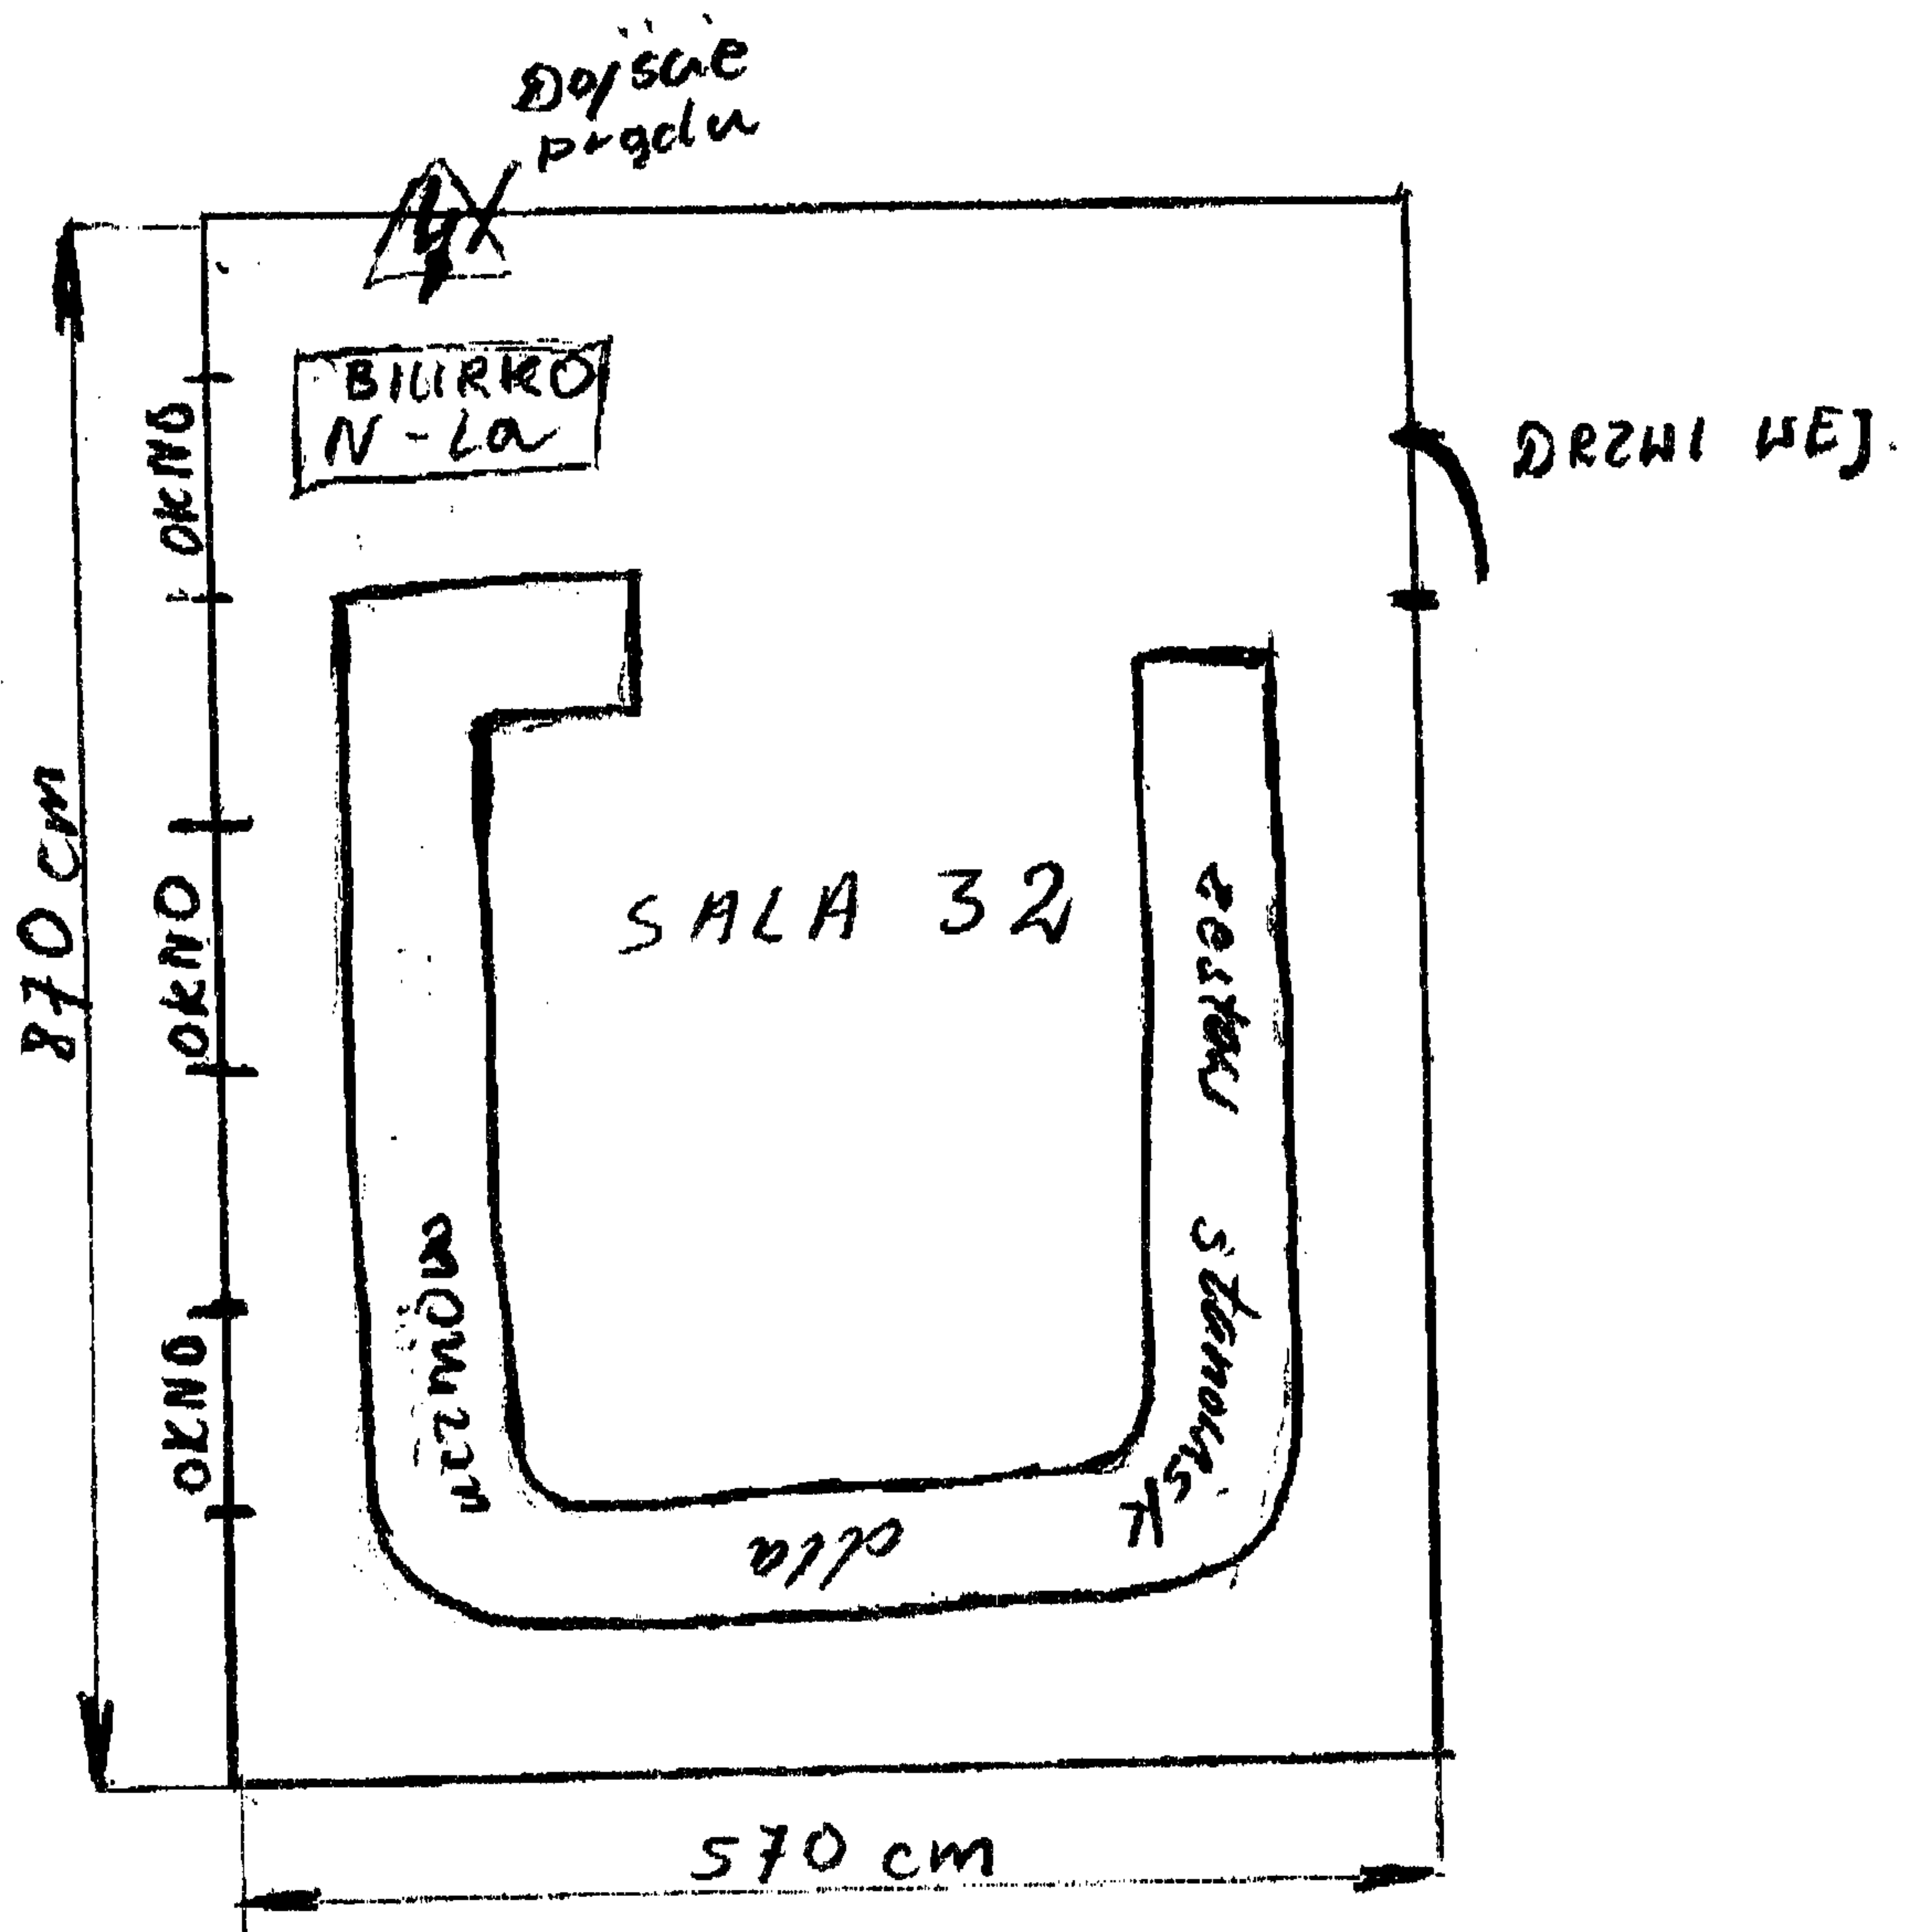 Dojście
prądu
BIURKO
N-la
DRZWI WEJ.
OKNO
870 cm
SALA 32
OKNO
zestaw
stanowisk
dla
uczniów
OKNO
570 cm